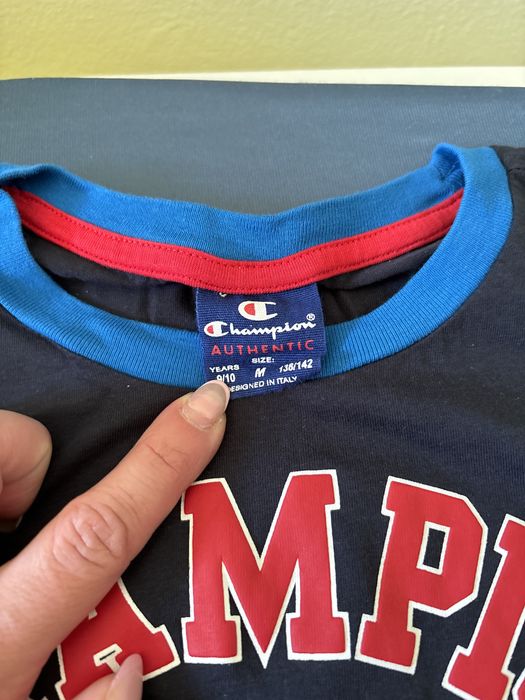 Champion®
AUTHENTIC
YEARS SIZE:
9/10 M 136/142
DESIGNED IN ITALY
AMPI